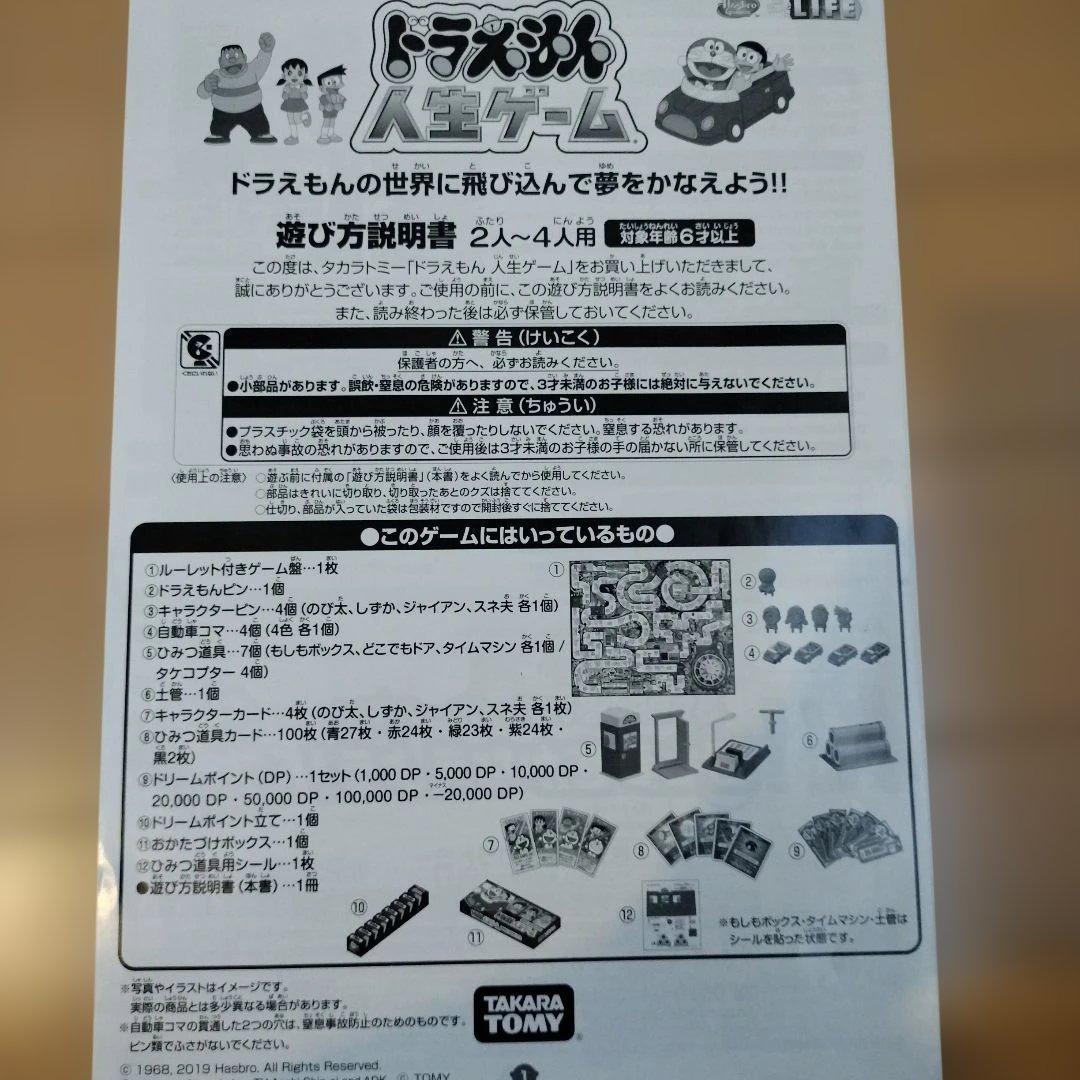 Hasbro
LIFE
ドラえもん
人生ゲーム
ドラえもんの世界に飛び込んで夢をかなえよう!!
遊び方説明書 2人〜4人用 対象年齢6才以上
この度は、タカラトミー「ドラえもん 人生ゲーム」をお買い上げいただきまして、
誠にありがとうございます。ご使用の前に、この遊び方説明書をよくお読みください。
また、読み終わった後は必ず保管しておいてください。
⚠警告(けいこく)
保護者の方へ、必ずお読みください。
●小部品があります。誤飲・窒息の危険がありますので、3才未満のお子様には絶対に与えないでください。
くちにいれない
⚠注意(ちゅうい)
●プラスチック袋を頭から被ったり、顔を覆ったりしないでください。窒息する恐れがあります。
●思わぬ事故の恐れがありますので、ご使用後は3才未満のお子様の手の届かない所に保管してください。
〈使用上の注意〉 ○遊ぶ前に付属の「遊び方説明書」(本書)をよく読んでから使用してください。
○部品はきれいに切り取り、切り取ったあとのクズは捨ててください。
○仕切り、部品が入っていた袋は包装材ですので開封後すぐに捨ててください。
●このゲームにはいっているもの●
①ルーレット付きゲーム盤…1枚
②ドラえもんピン…1個
③キャラクターピン…4個(のび太、しずか、ジャイアン、スネ夫 各1個)
④自動車コマ…4個(4色 各1個)
⑤ひみつ道具…7個(もしもボックス、どこでもドア、タイムマシン 各1個/
タケコプター 4個)
⑥土管…1個
⑦キャラクターカード…4枚(のび太、しずか、ジャイアン、スネ夫 各1枚)
⑧ひみつ道具カード…100枚(青27枚・赤24枚・緑23枚・紫24枚・
黒2枚)
⑨ドリームポイント(DP)…1セット(1,000 DP・5,000 DP・10,000 DP・
20,000 DP・50,000 DP・100,000 DP・−20,000 DP)
⑩ドリームポイント立て…1個
⑪おかたづけボックス…1個
⑫ひみつ道具用シール…1枚
●遊び方説明書(本書)…1冊
①
②
③
④
⑤
⑥
⑦
⑧
⑨
⑩
⑪
⑫
※もしもボックス・タイムマシン・土管は
シールを貼った状態です。
※写真やイラストはイメージです。
実際の商品とは多少異なる場合があります。
※自動車コマの貫通した2つの穴は、窒息事故防止のためのものです。
ピン類でふさがないでください。
TAKARA
TOMY
© 1968, 2019 Hasbro. All Rights Reserved.
© TOMY
1